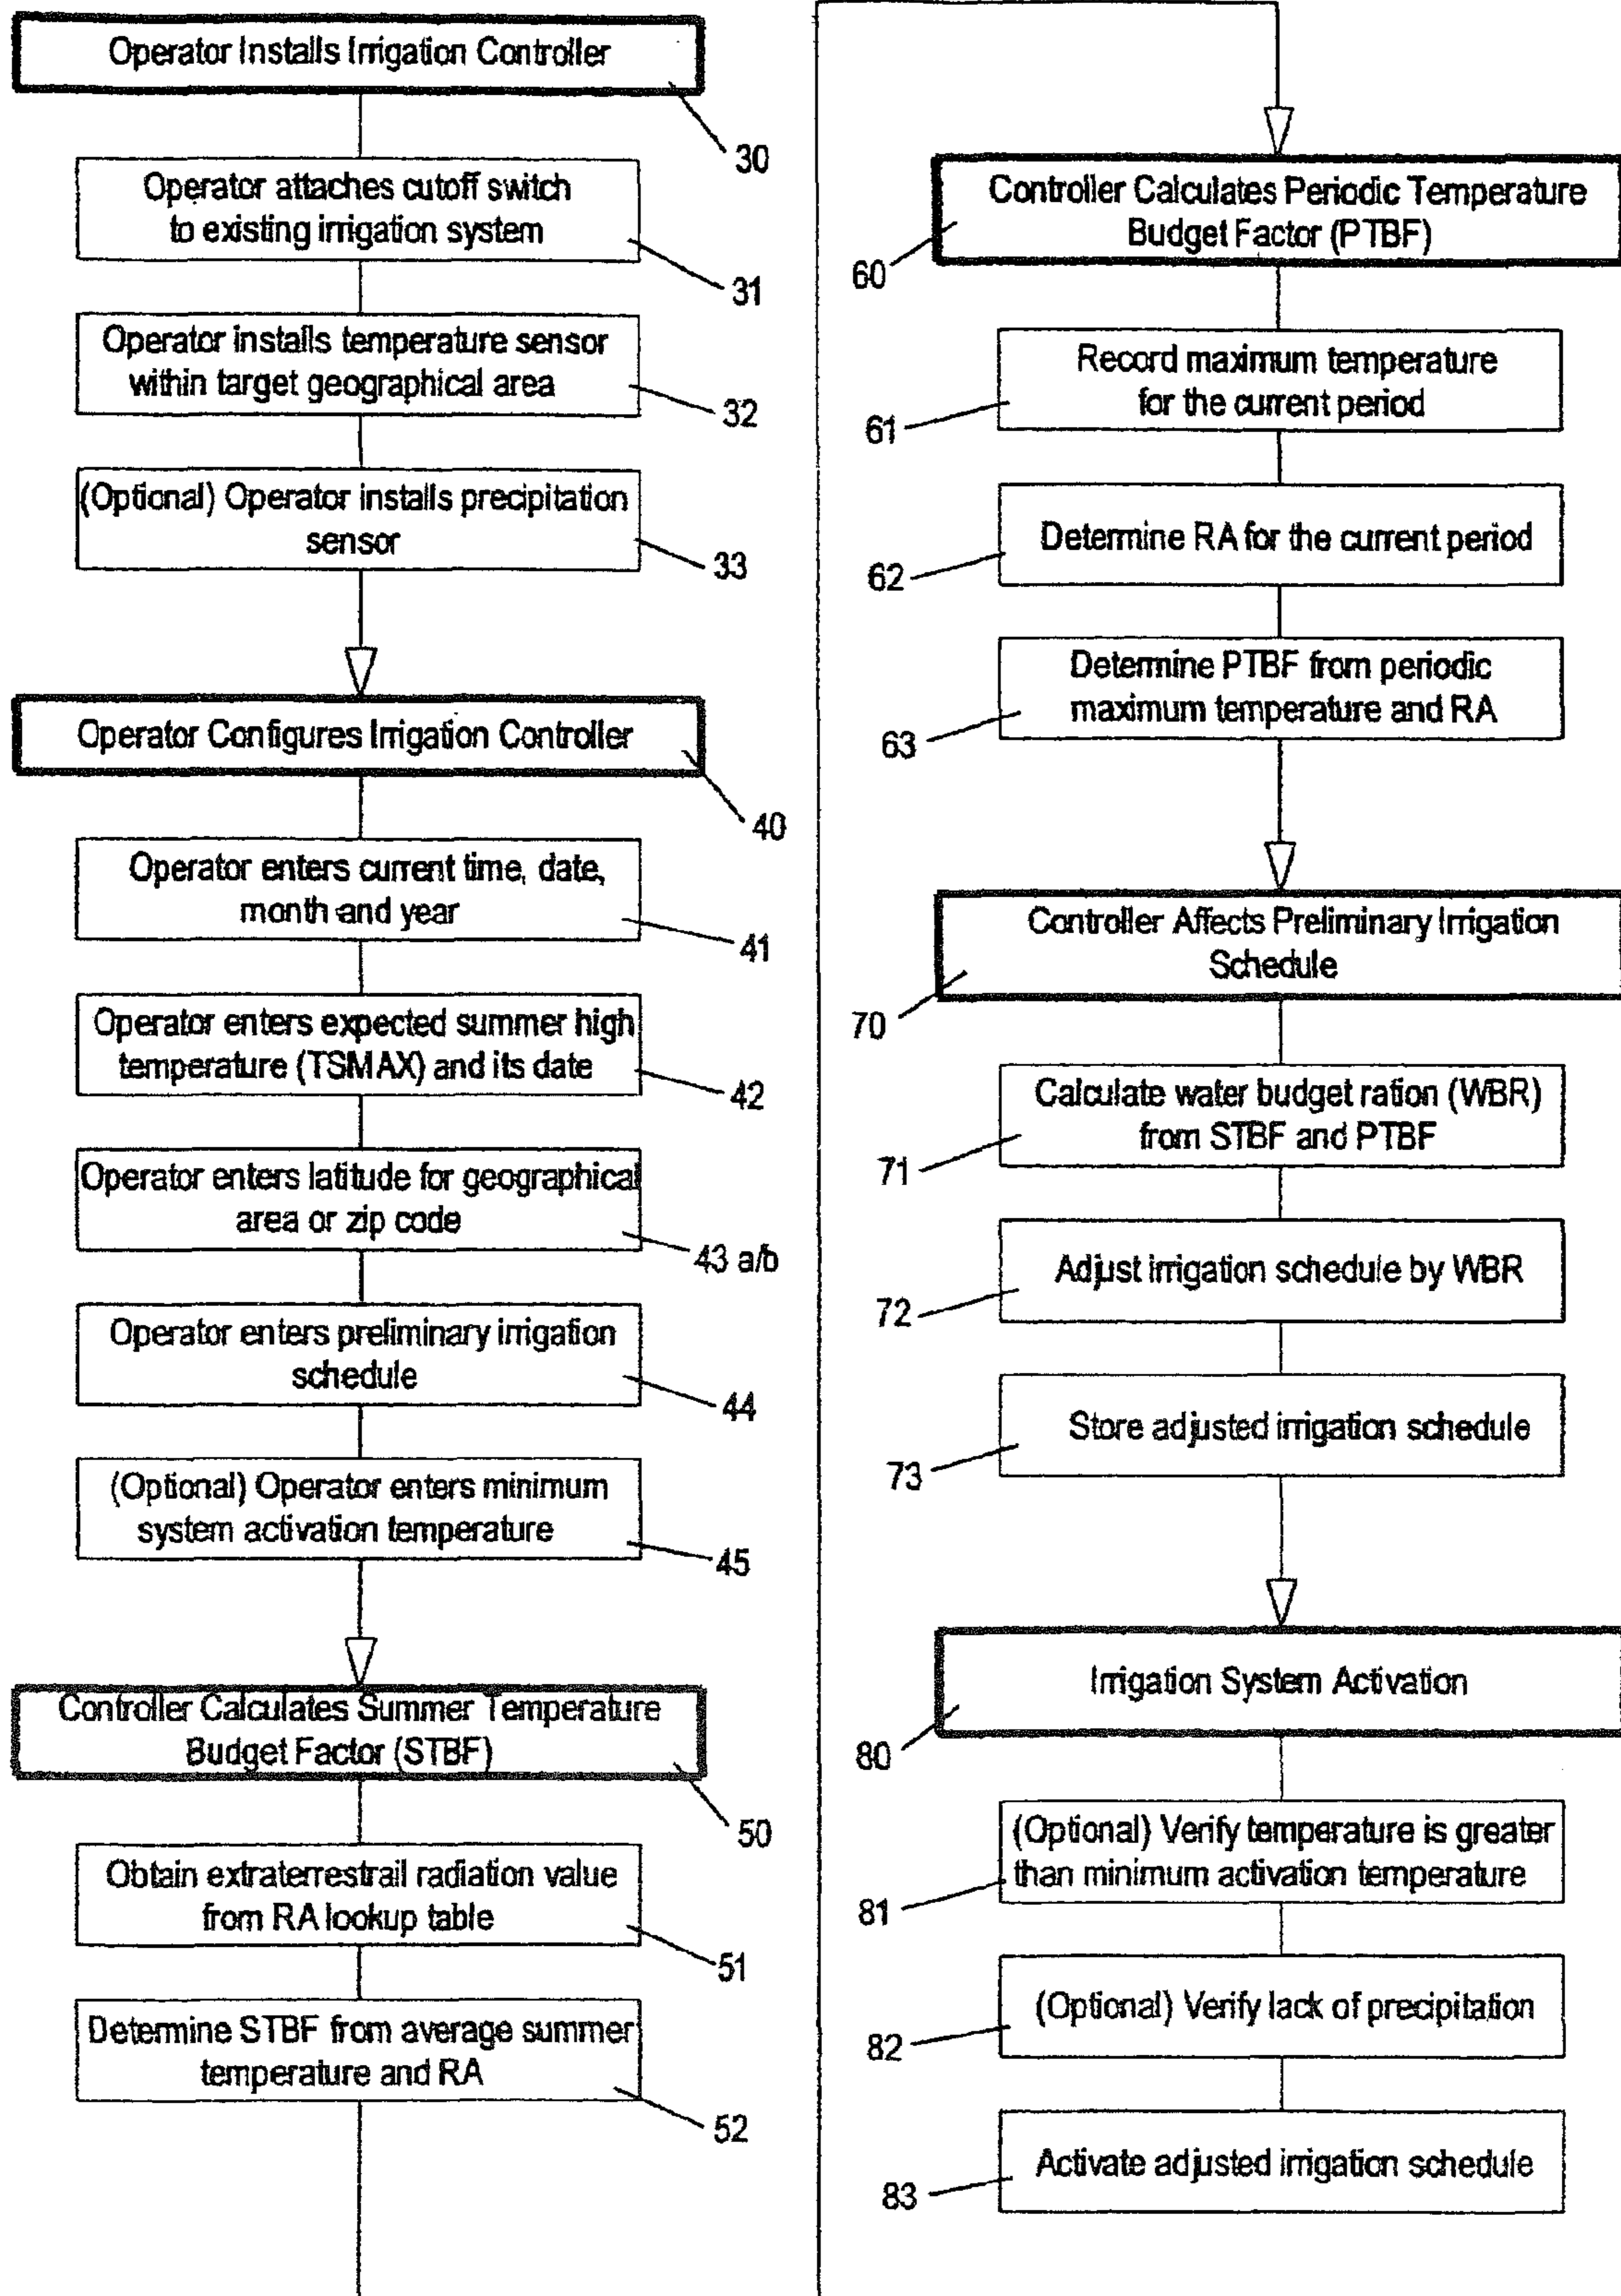 Operator Installs Irrigation Controller
30
Operator attaches cutoff switch
to existing irrigation system
31
Operator installs temperature sensor
within target geographical area
32
(Optional) Operator installs precipitation
sensor
33
Operator Configures Irrigation Controller
40
Operator enters current time, date,
month and year
41
Operator enters expected summer high
temperature (TSMAX) and its date
42
Operator enters latitude for geographical
area or zip code
43 a/b
Operator enters preliminary irrigation
schedule
44
(Optional) Operator enters minimum
system activation temperature
45
Controller Calculates Summer Temperature
Budget Factor (STBF)
50
Obtain extraterrestrail radiation value
from RA lookup table
51
Determine STBF from average summer
temperature and RA
52
Controller Calculates Periodic Temperature
Budget Factor (PTBF)
60
Record maximum temperature
for the current period
61
Determine RA for the current period
62
Determine PTBF from periodic
maximum temperature and RA
63
Controller Affects Preliminary Irrigation
Schedule
70
Calculate water budget ration (WBR)
from STBF and PTBF
71
Adjust irrigation schedule by WBR
72
Store adjusted irrigation schedule
73
Irrigation System Activation
80
(Optional) Verify temperature is greater
than minimum activation temperature
81
(Optional) Verify lack of precipitation
82
Activate adjusted irrigation schedule
83